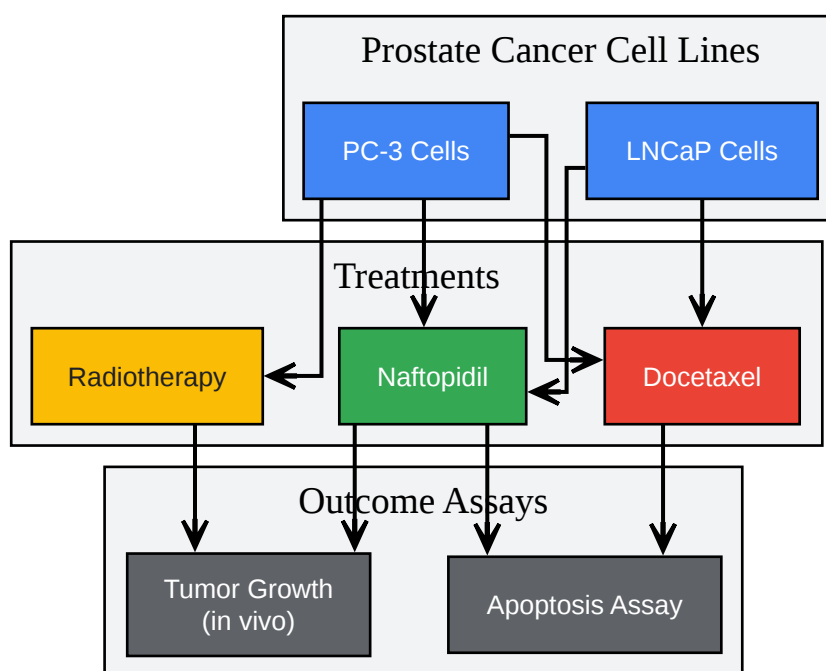 Prostate Cancer Cell Lines
PC-3 Cells
LNCaP Cells
Treatments
Radiotherapy
Naftopidil
Docetaxel
Outcome Assays
Tumor Growth
(in vivo)
Apoptosis Assay